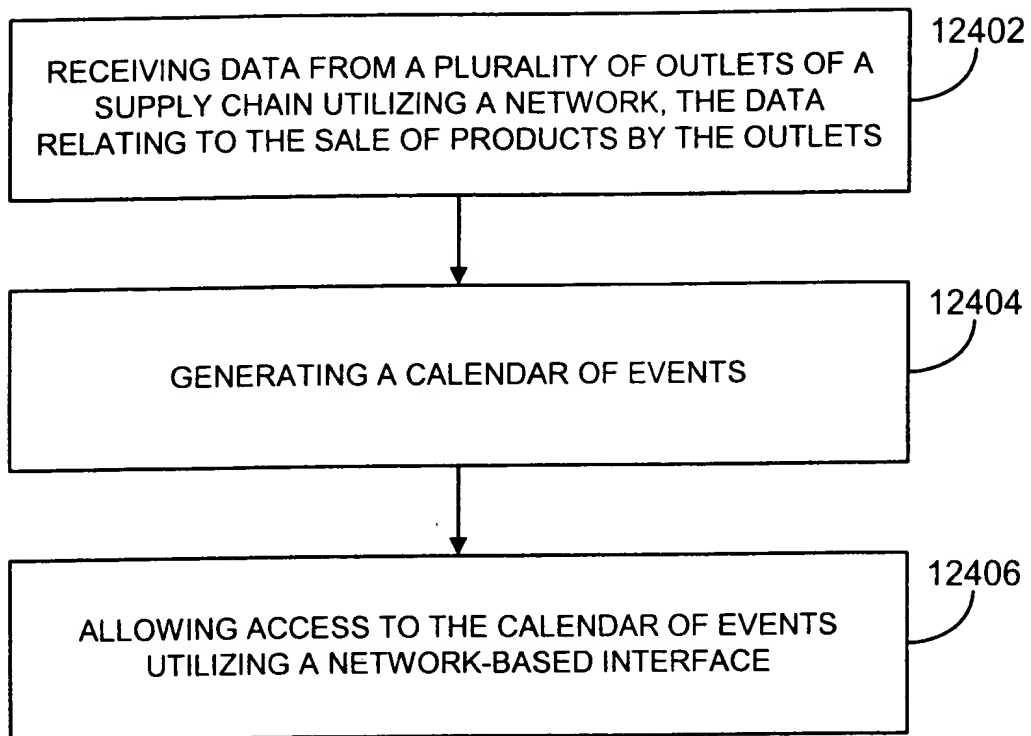 12402
RECEIVING DATA FROM A PLURALITY OF OUTLETS OF A
SUPPLY CHAIN UTILIZING A NETWORK, THE DATA
RELATING TO THE SALE OF PRODUCTS BY THE OUTLETS
12404
GENERATING A CALENDAR OF EVENTS
12406
ALLOWING ACCESS TO THE CALENDAR OF EVENTS
UTILIZING A NETWORK-BASED INTERFACE